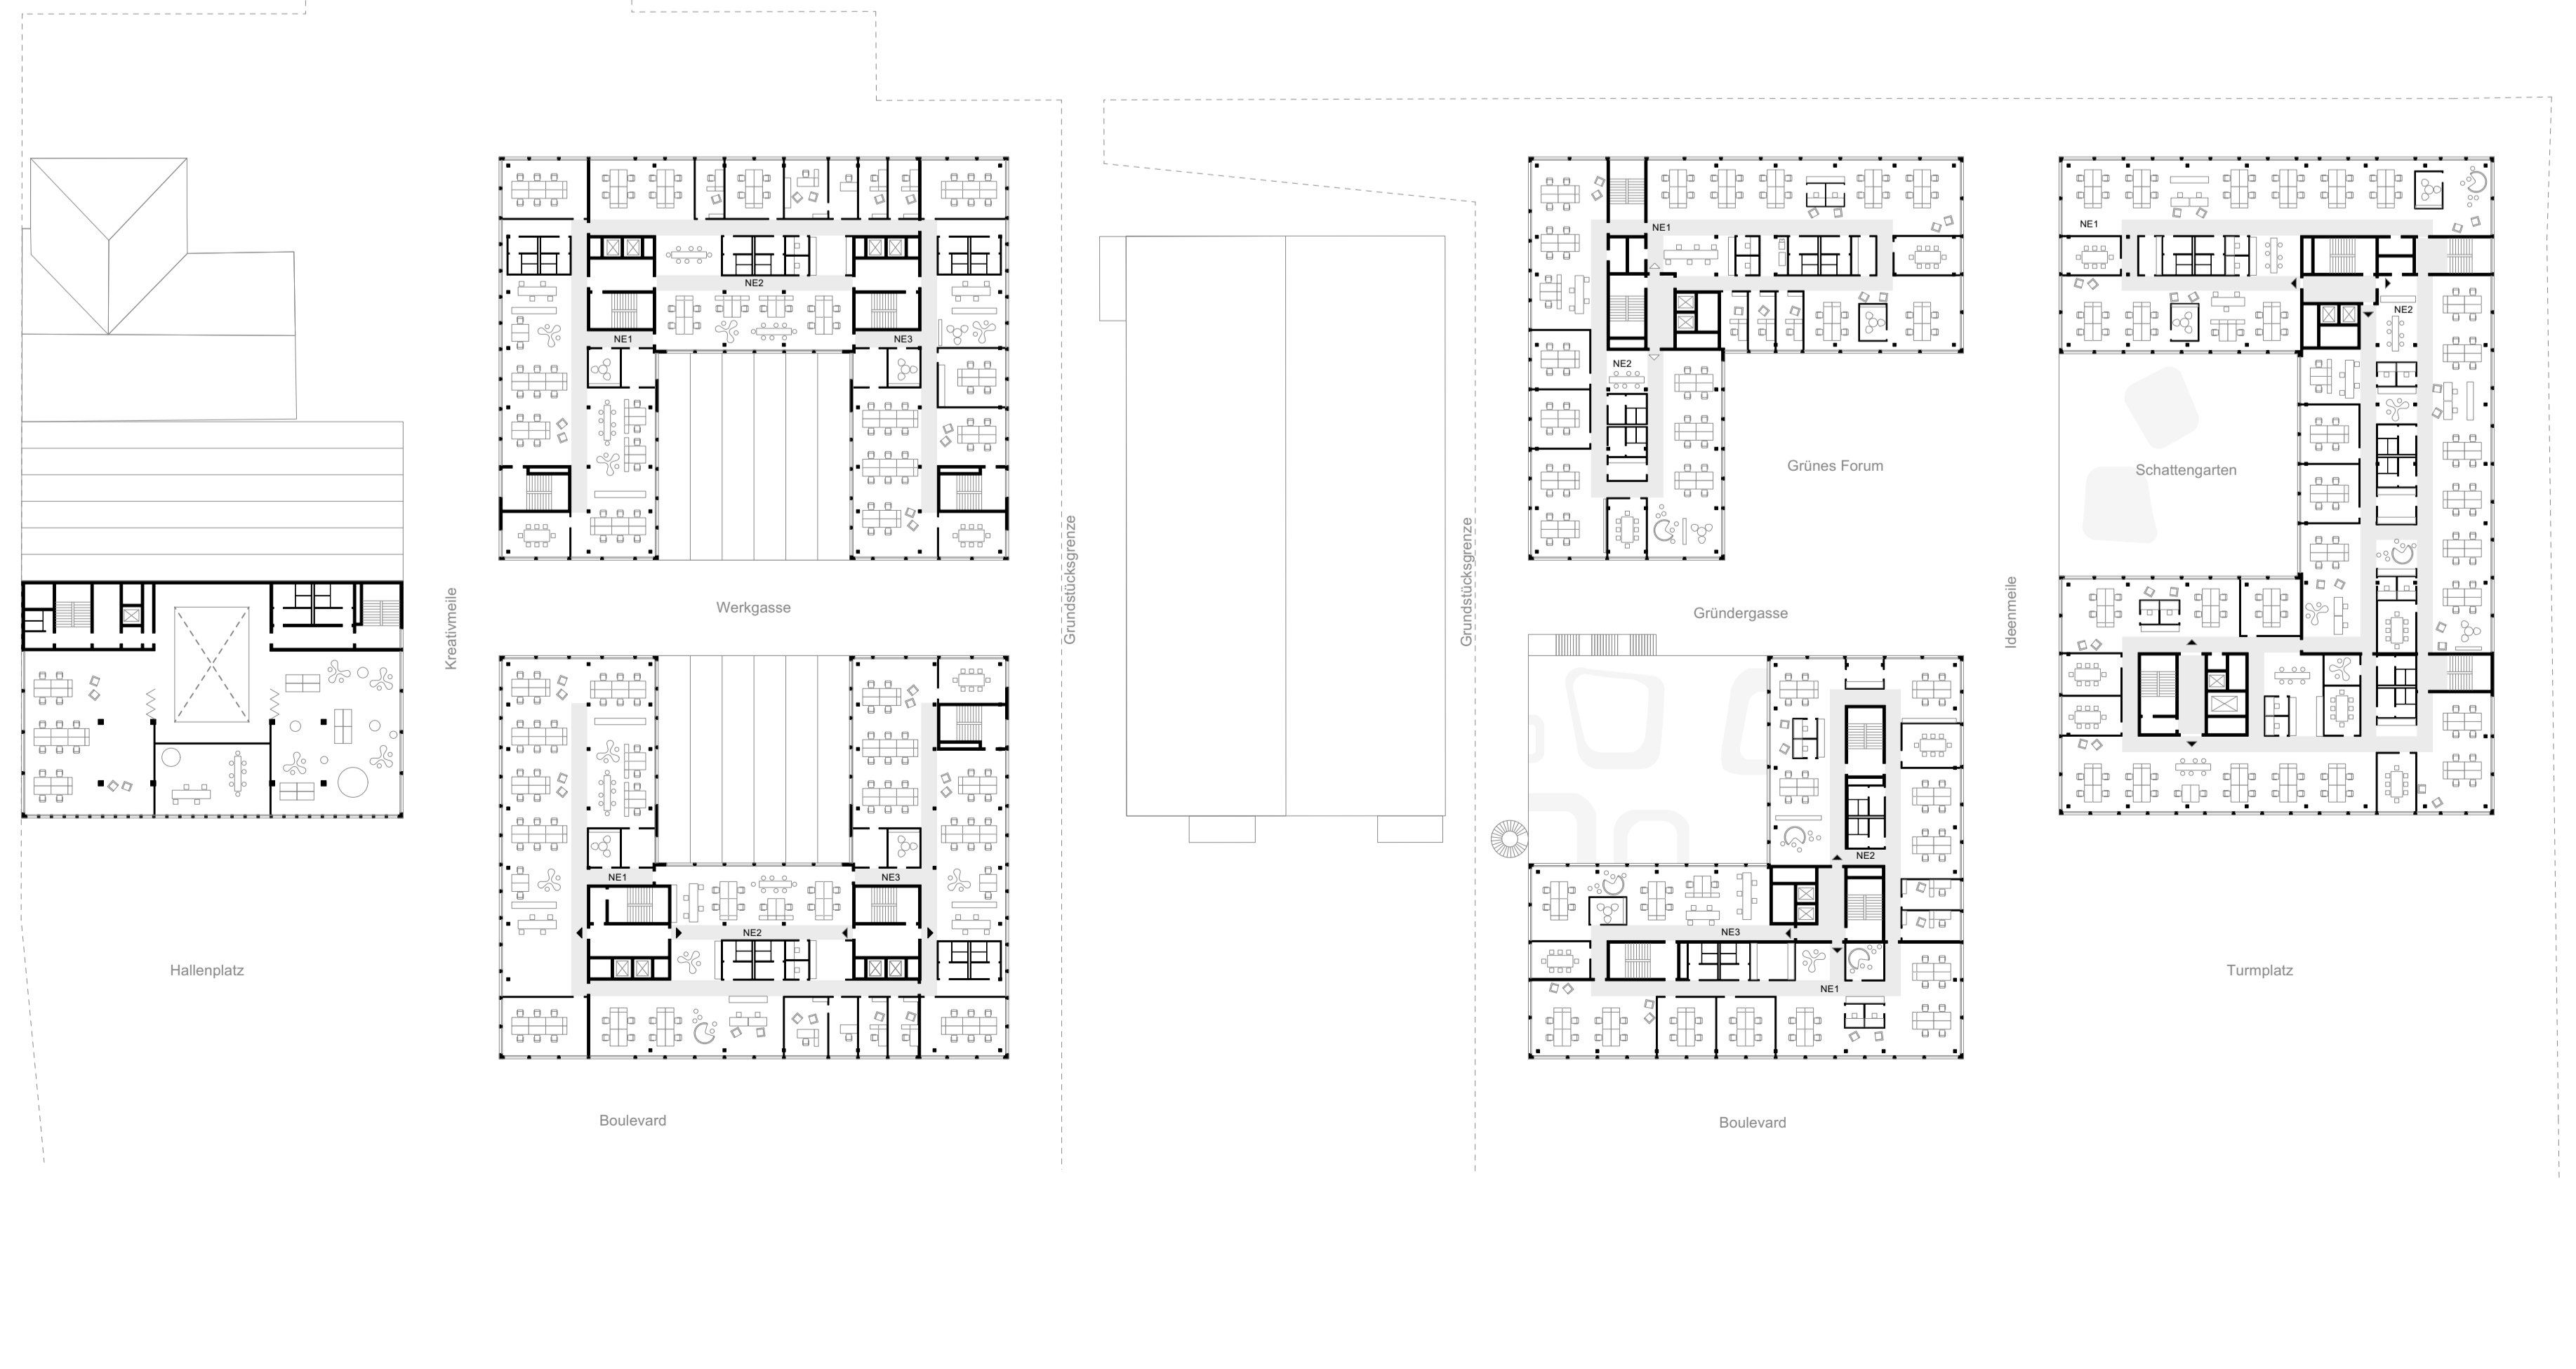 NE1
NE1
NE2
NE2
NE1
NE3
NE2
Grünes Forum
Schattengarten
Grundstücksgrenze
Grundstücksgrenze
Kreativmeile
Werkgasse
Gründergasse
Ideenmeile
NE2
NE1
NE3
NE2
NE3
Hallenplatz
Turmplatz
NE1
Boulevard
Boulevard